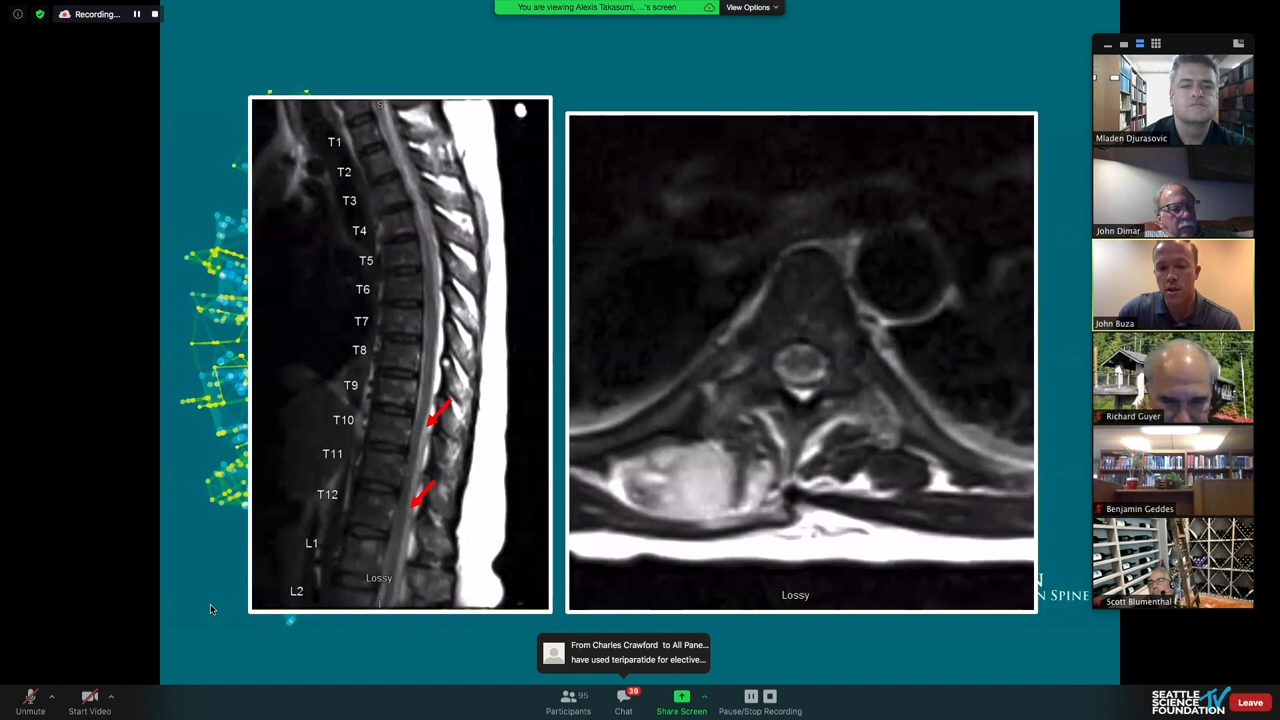 Recording...
You are viewing Alexis Takasumi, ...'s screen
View Options
S
T1
T2
T3
T4
T5
T6
T7
T8
T9
T10
T11
T12
L1
L2
Lossy
Lossy
N
N SPINE
Mladen Djurasovic
John Dimar
John Buza
Richard Guyer
Benjamin Geddes
Scott Blumenthal
From Charles Crawford to All Pane...
have used teriparatide for elective...
Unmute
Start Video
95
Participants
39
Chat
Share Screen
Pause/Stop Recording
SEATTLE
SCIENCE TV
FOUNDATION
Leave